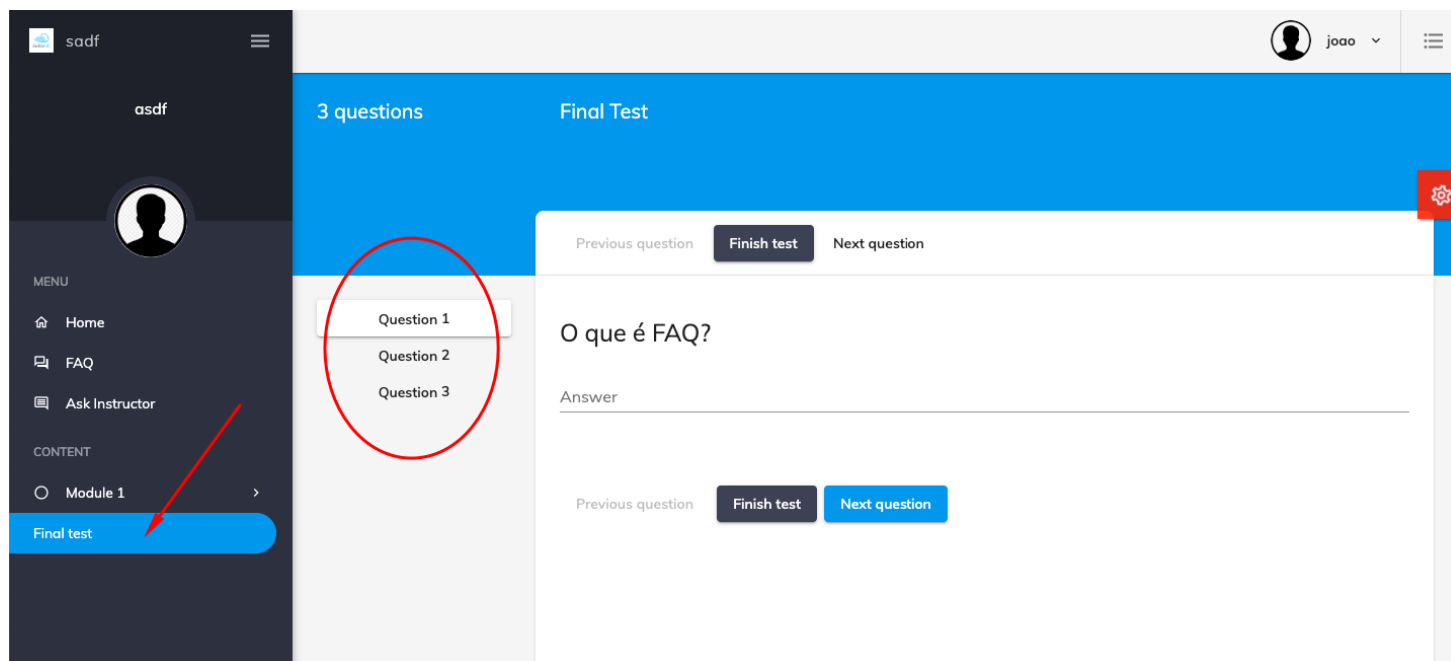 sadf
joao
asdf
3 questions
Final Test
Previous question Finish test Next question
MENU
Home
FAQ
Ask Instructor
CONTENT
Module 1
Final test
Question 1
Question 2
Question 3
O que é FAQ?
Answer
Previous question Finish test Next question